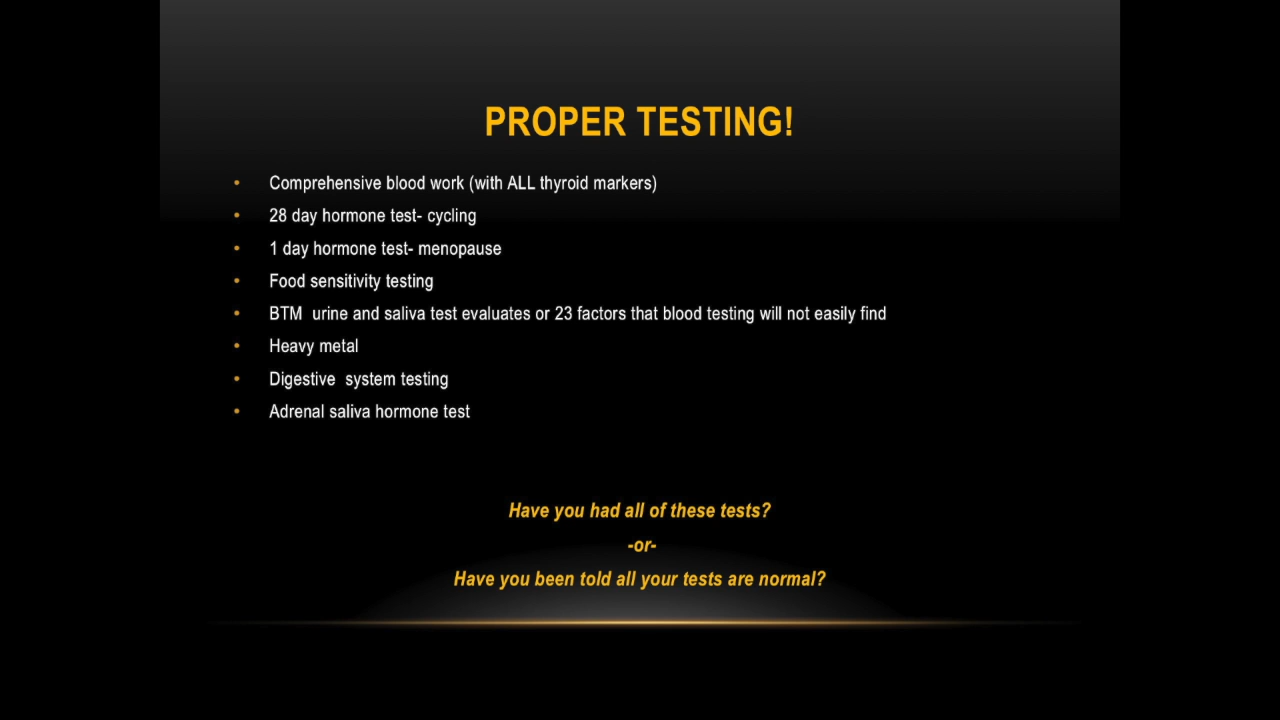 PROPER TESTING!
• Comprehensive blood work (with ALL thyroid markers)
• 28 day hormone test- cycling
• 1 day hormone test- menopause
• Food sensitivity testing
• BTM  urine and saliva test evaluates or 23 factors that blood testing will not easily find
• Heavy metal
• Digestive  system testing
• Adrenal saliva hormone test
Have you had all of these tests?
-or-
Have you been told all your tests are normal?